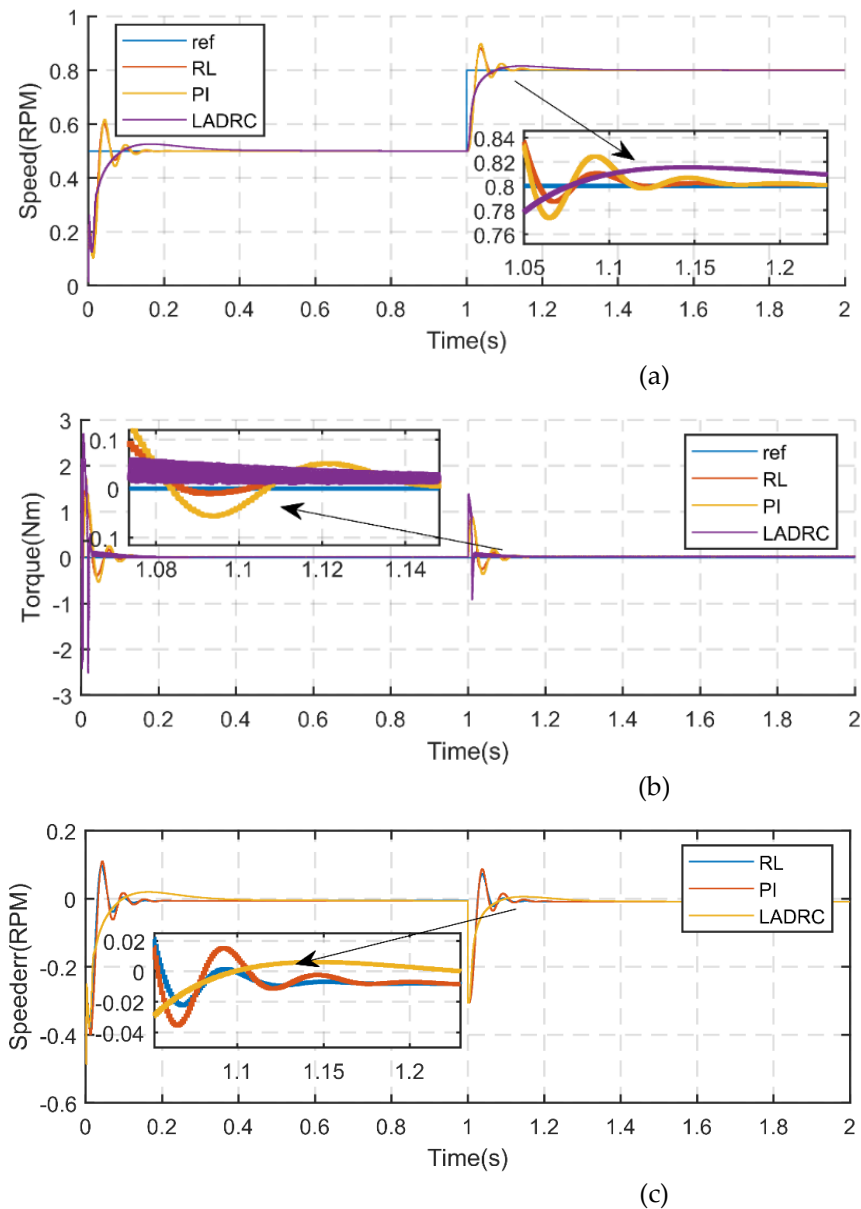 1
0.8
0.6
0.4
0.2
0
Speed(RPM)
ref
RL
PI
LADRC
0.84
0.82
0.8
0.78
0.76
1.05 1.1 1.15 1.2
0 0.2 0.4 0.6 0.8 1 1.2 1.4 1.6 1.8 2
Time(s)
(a)
3
2
1
0
-1
-2
-3
Torque(Nm)
0.1
0
0.1
1.08 1.1 1.12 1.14
ref
RL
PI
LADRC
0 0.2 0.4 0.6 0.8 1 1.2 1.4 1.6 1.8 2
Time(s)
(b)
0.2
0
-0.2
-0.4
-0.6
Speederr(RPM)
RL
PI
LADRC
0.02
0
-0.02
-0.04
1.1 1.15 1.2
0 0.2 0.4 0.6 0.8 1 1.2 1.4 1.6 1.8 2
Time(s)
(c)